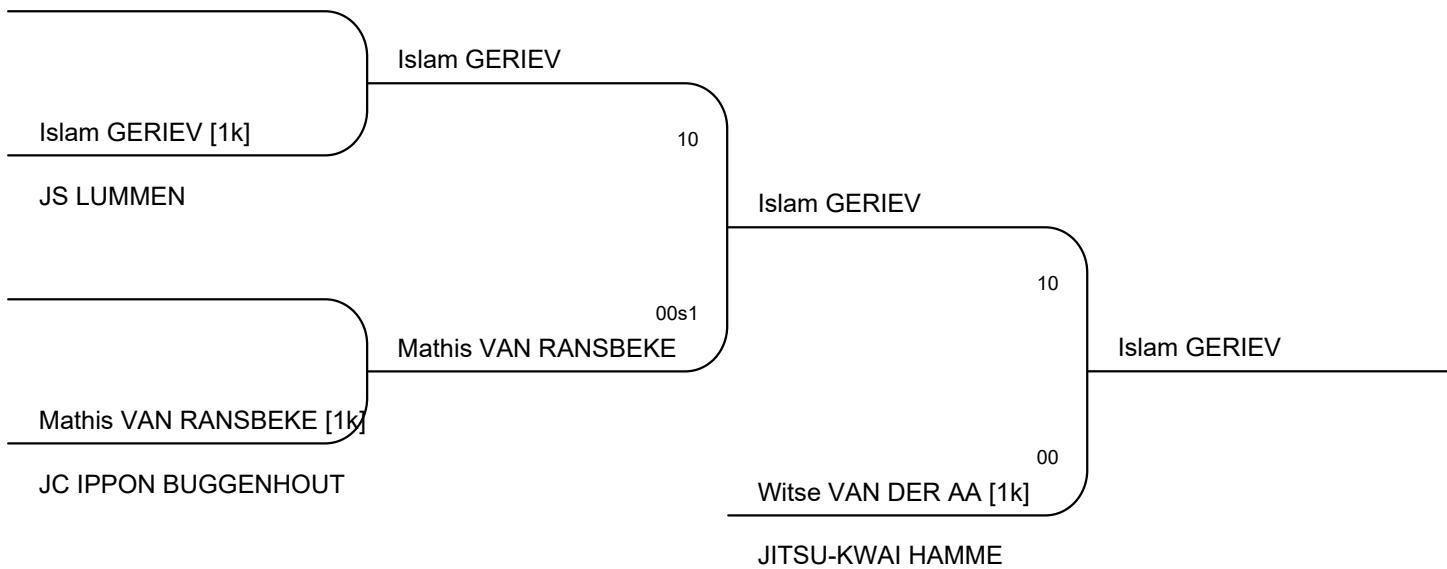 Islam GERIEV
Islam GERIEV [1k]
10
JS LUMMEN
Islam GERIEV
10
00s1
Mathis VAN RANSBEKE
Islam GERIEV
Mathis VAN RANSBEKE [1k]
00
JC IPPON BUGGENHOUT
Witse VAN DER AA [1k]
JITSU-KWAI HAMME